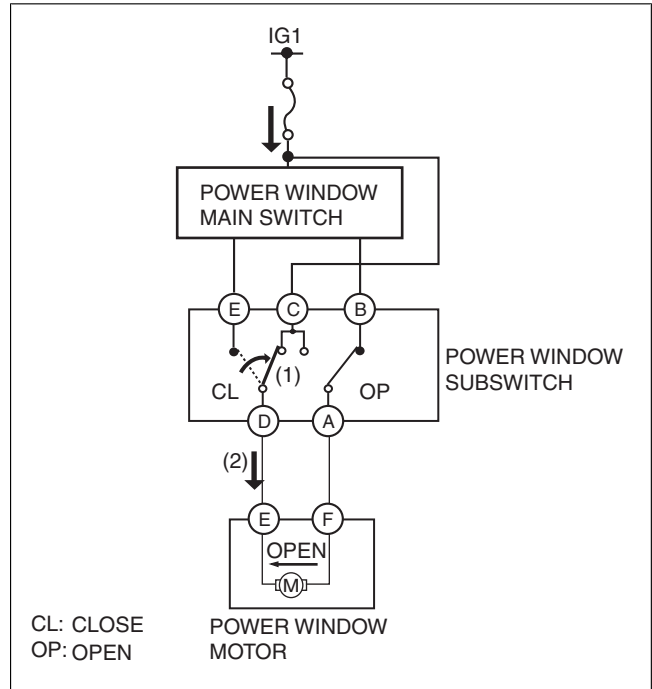 IG1
POWER WINDOW
MAIN SWITCH
E
C
B
(1)
CL
OP
POWER WINDOW
SUBSWITCH
D
A
(2)
E
F
OPEN
M
CL: CLOSE
OP: OPEN
POWER WINDOW
MOTOR